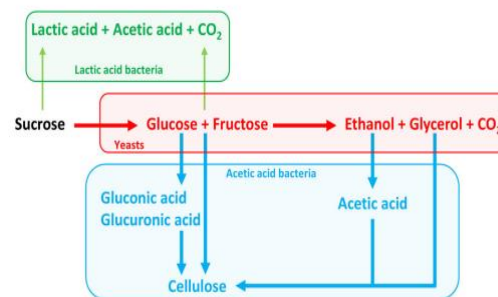 Lactic acid + Acetic acid + CO₂
Lactic acid bacteria
Sucrose
Glucose + Fructose
Ethanol + Glycerol + CO₂
Yeasts
Acetic acid bacteria
Gluconic acid
Glucuronic acid
Acetic acid
Cellulose